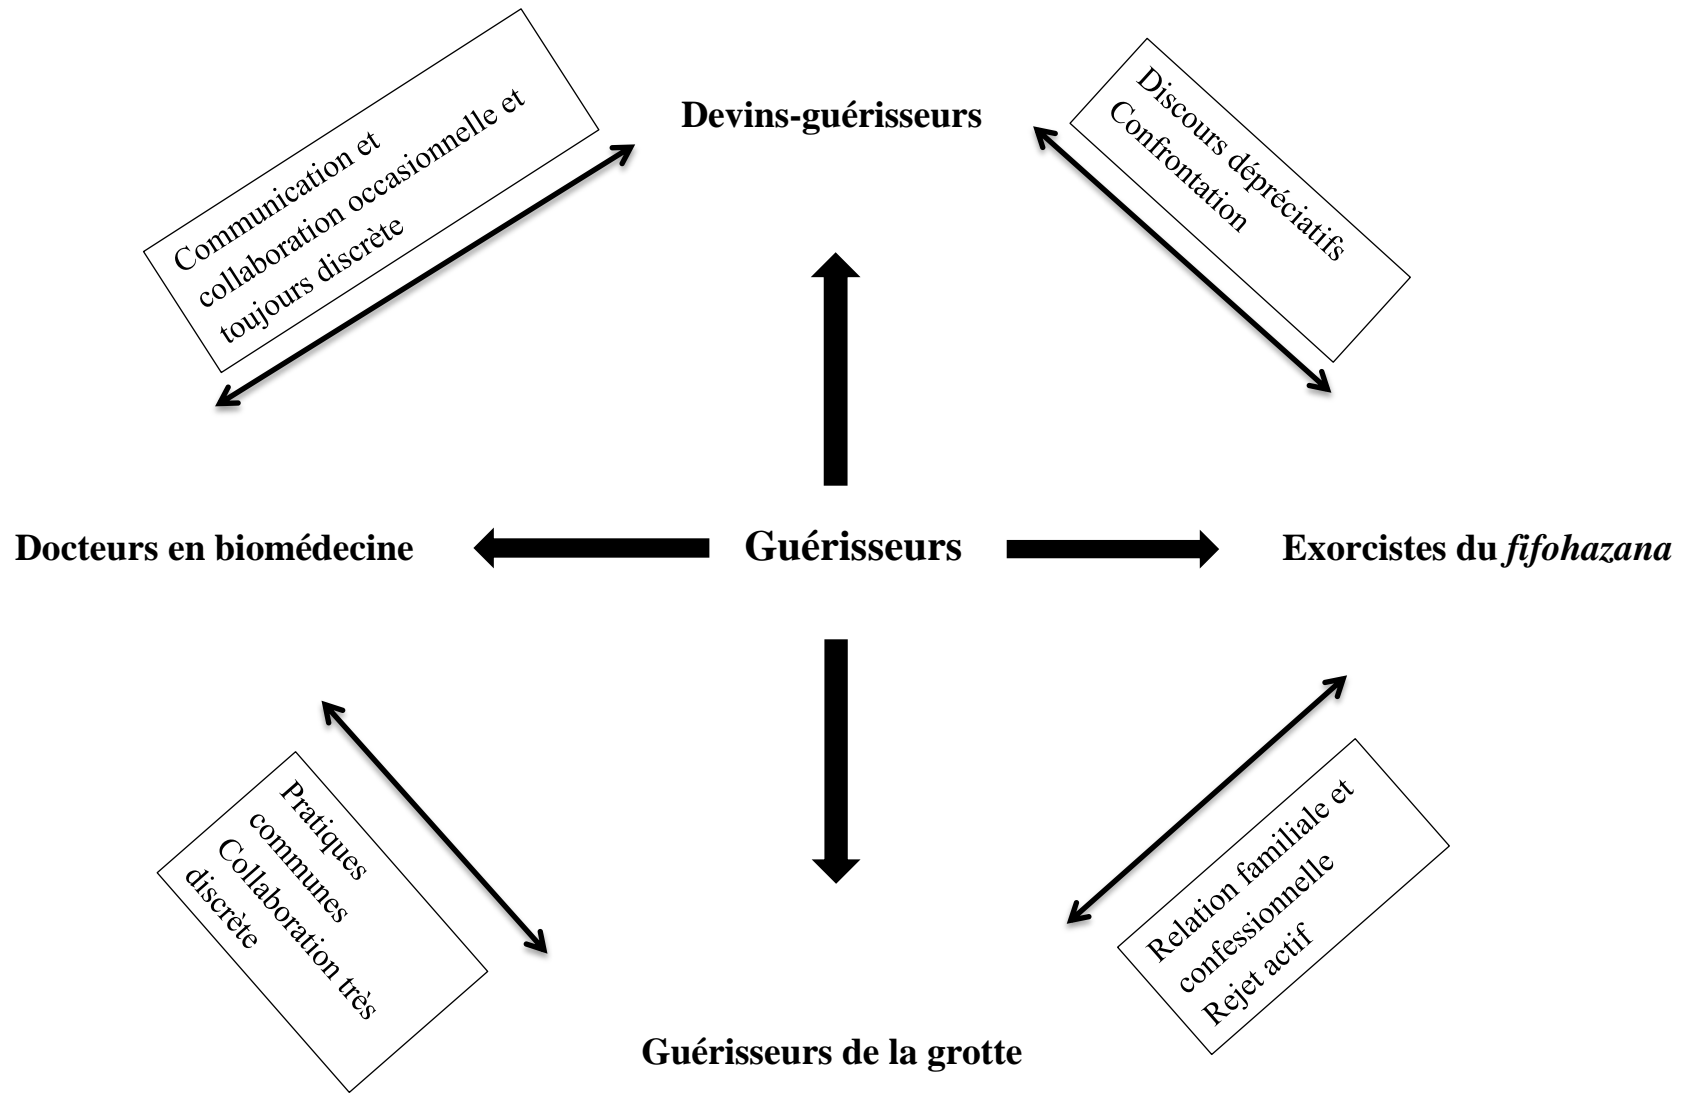 Devins-guérisseurs
Communication et
collaboration occasionnelle et
toujours discrète
Discours dépréciatifs
Confrontation
Docteurs en biomédecine
Guérisseurs
Exorcistes du fifohazana
Pratiques
communes
Collaboration très
discrète
Relation familiale et
confessionnelle
Rejet actif
Guérisseurs de la grotte